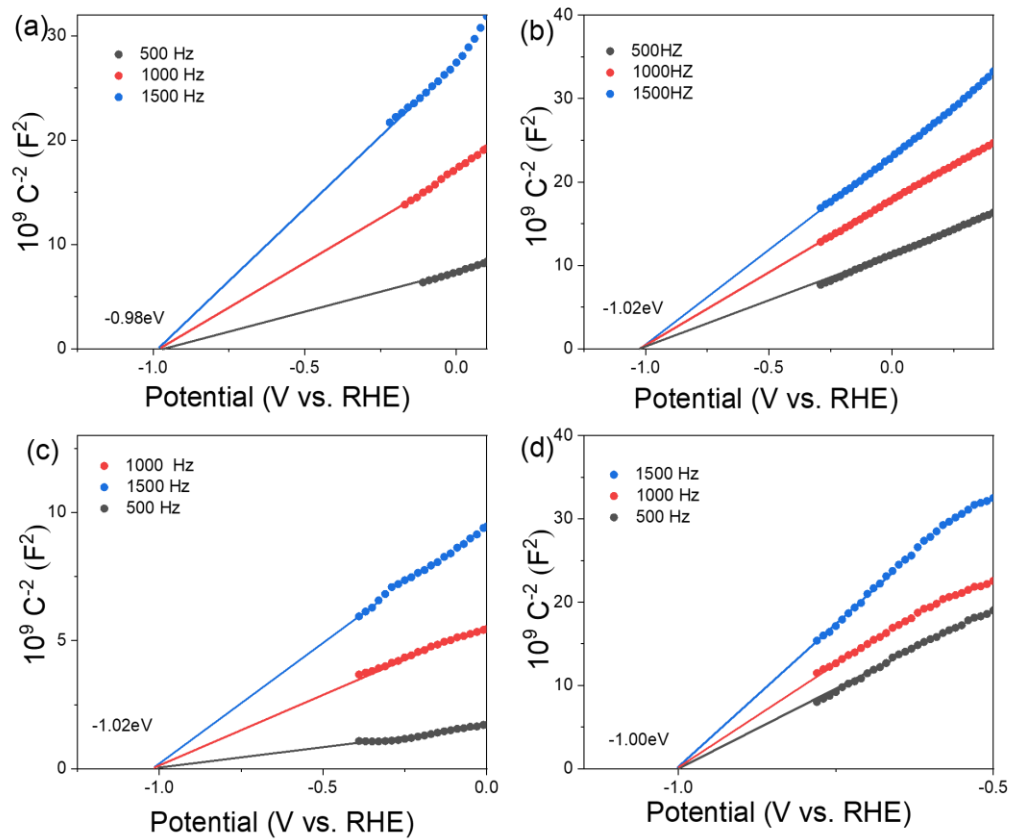 (a)
500 Hz
1000 Hz
1500 Hz
30
20
10
0
10⁹ C⁻² (F²)
-0.98eV
-1.0
-0.5
0.0
Potential (V vs. RHE)
(b)
500HZ
1000HZ
1500HZ
40
30
20
10
0
10⁹ C⁻² (F²)
-1.02eV
-1.0
-0.5
0.0
Potential (V vs. RHE)
(c)
1000 Hz
1500 Hz
500 Hz
10
5
0
10⁹ C⁻² (F²)
-1.02eV
-1.0
-0.5
0.0
Potential (V vs. RHE)
(d)
1500 Hz
1000 Hz
500 Hz
40
30
20
10
0
10⁹ C⁻² (F²)
-1.00eV
-1.0
-0.5
Potential (V vs. RHE)